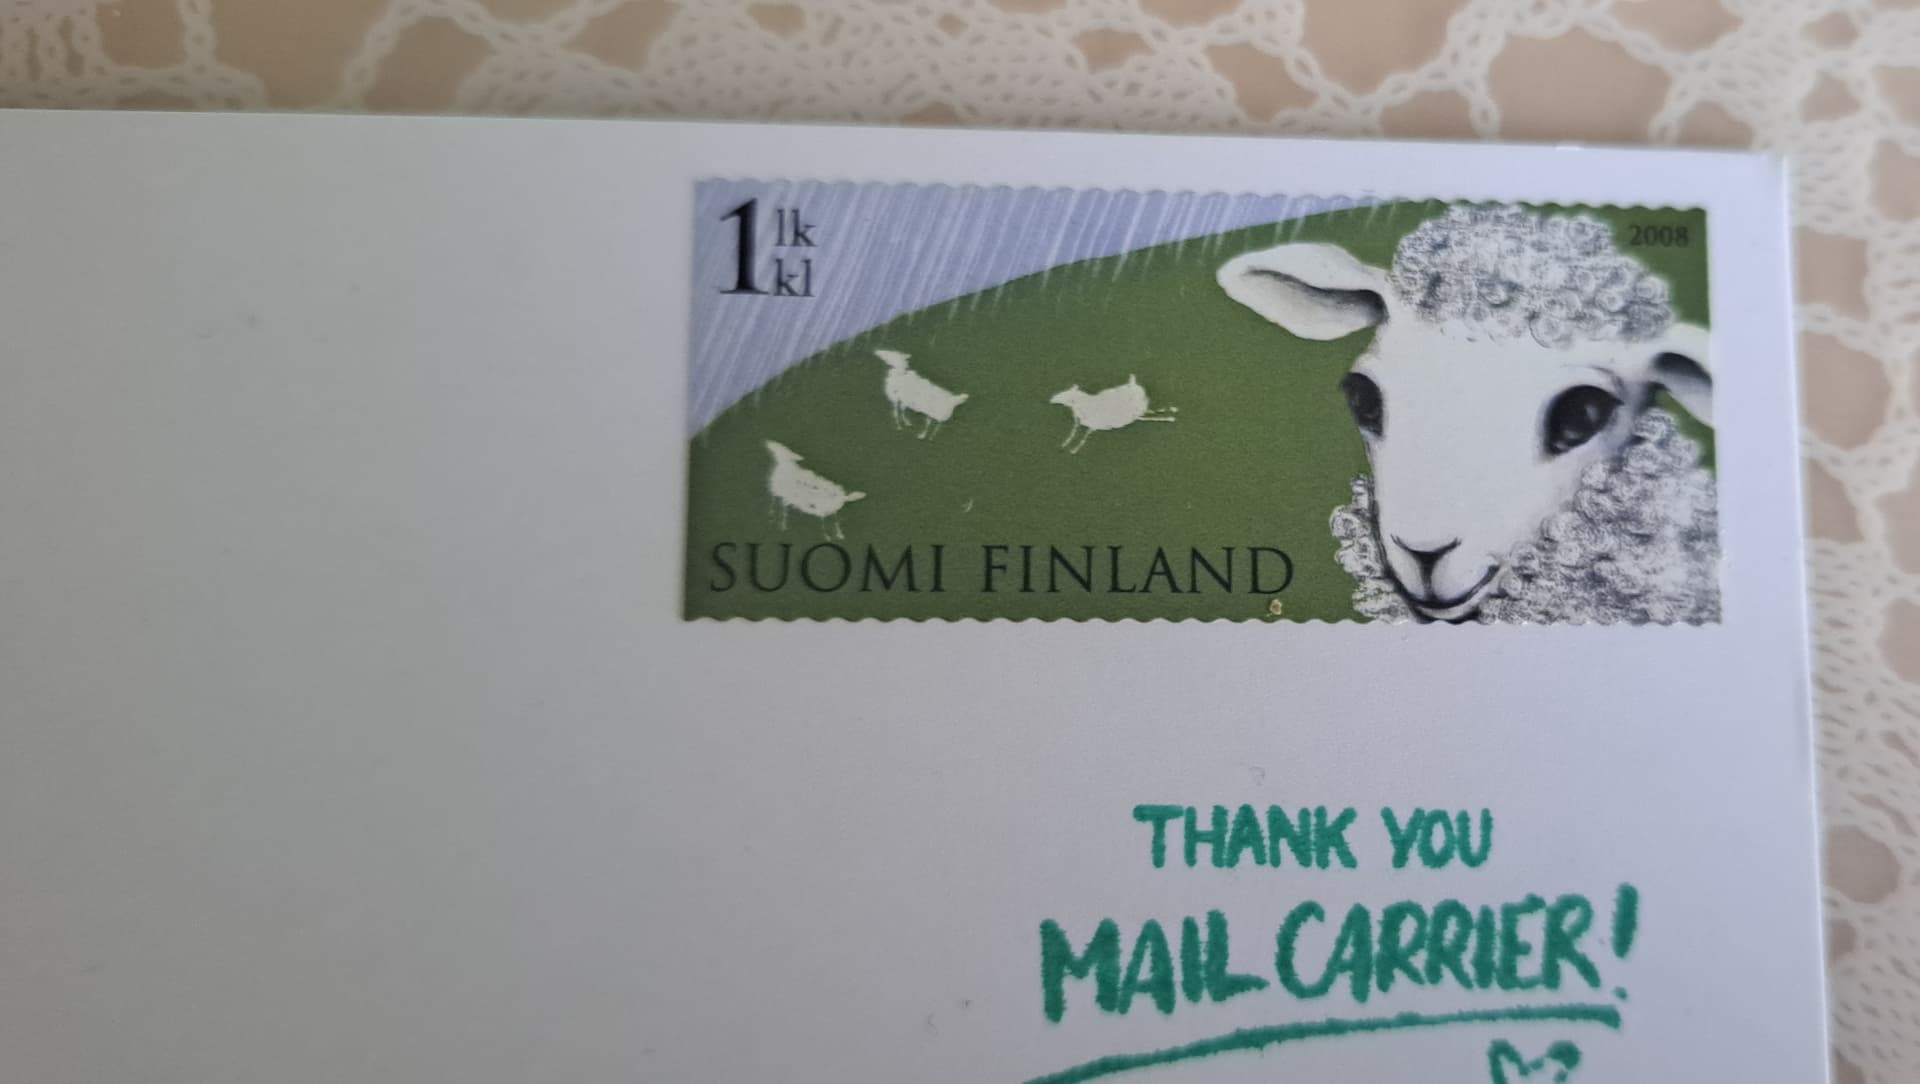 1 lk
kl
2008
SUOMI FINLAND
THANK YOU
MAIL CARRIER!